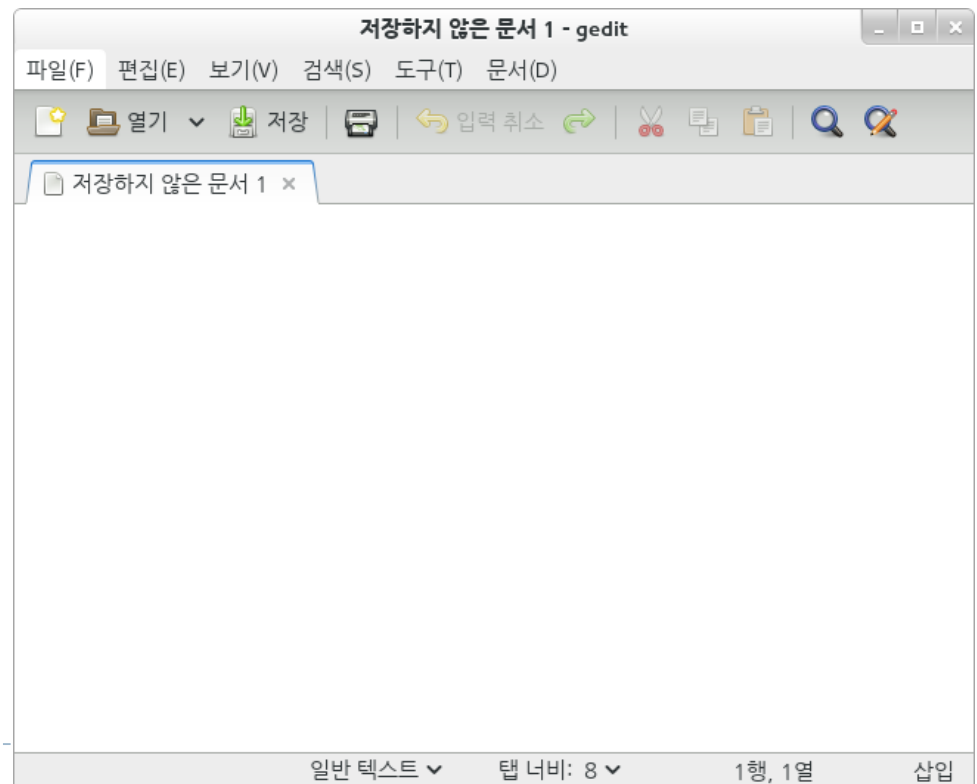 저장하지 않은 문서 1 - gedit
파일(F) 편집(E) 보기(V) 검색(S) 도구(T) 문서(D)
열기 저장 입력 취소
저장하지 않은 문서 1
일반 텍스트 탭 너비: 8 1행, 1열 삽입